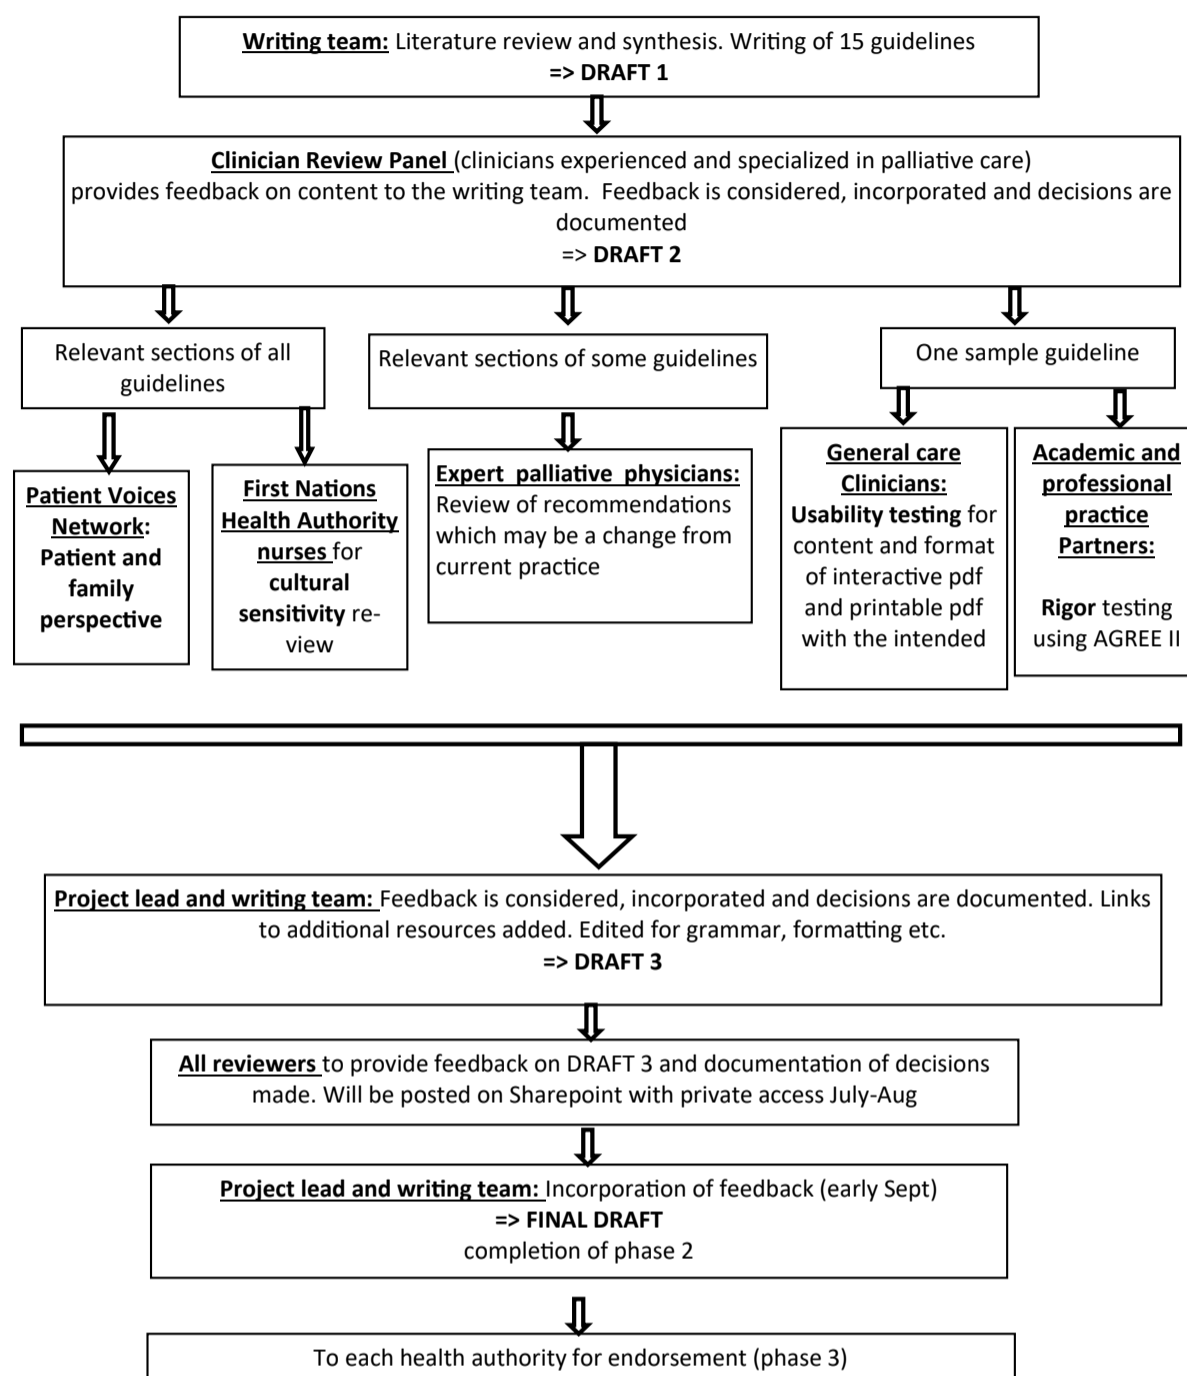 Writing team: Literature review and synthesis. Writing of 15 guidelines
=> DRAFT 1
Clinician Review Panel (clinicians experienced and specialized in palliative care)
provides feedback on content to the writing team.  Feedback is considered, incorporated and decisions are
documented
=> DRAFT 2
Relevant sections of all
guidelines
Relevant sections of some guidelines
One sample guideline
Patient Voices
Network:
Patient and
family
perspective
First Nations
Health Authority
nurses for
cultural
sensitivity re-
view
Expert palliative physicians:
Review of recommendations
which may be a change from
current practice
General care
Clinicians:
Usability testing for
content and format
of interactive pdf
and printable pdf
with the intended
Academic and
professional
practice
Partners:
Rigor testing
using AGREE II
Project lead and writing team: Feedback is considered, incorporated and decisions are documented. Links
to additional resources added. Edited for grammar, formatting etc.
=> DRAFT 3
All reviewers to provide feedback on DRAFT 3 and documentation of decisions
made. Will be posted on Sharepoint with private access July-Aug
Project lead and writing team: Incorporation of feedback (early Sept)
=> FINAL DRAFT
completion of phase 2
To each health authority for endorsement (phase 3)